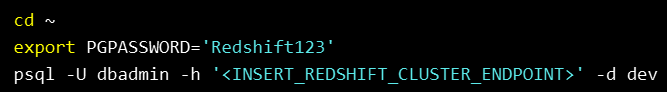 cd ~
export PGPASSWORD='Redshift123'
psql -U dbadmin -h '<INSERT_REDSHIFT_CLUSTER_ENDPOINT>' -d dev